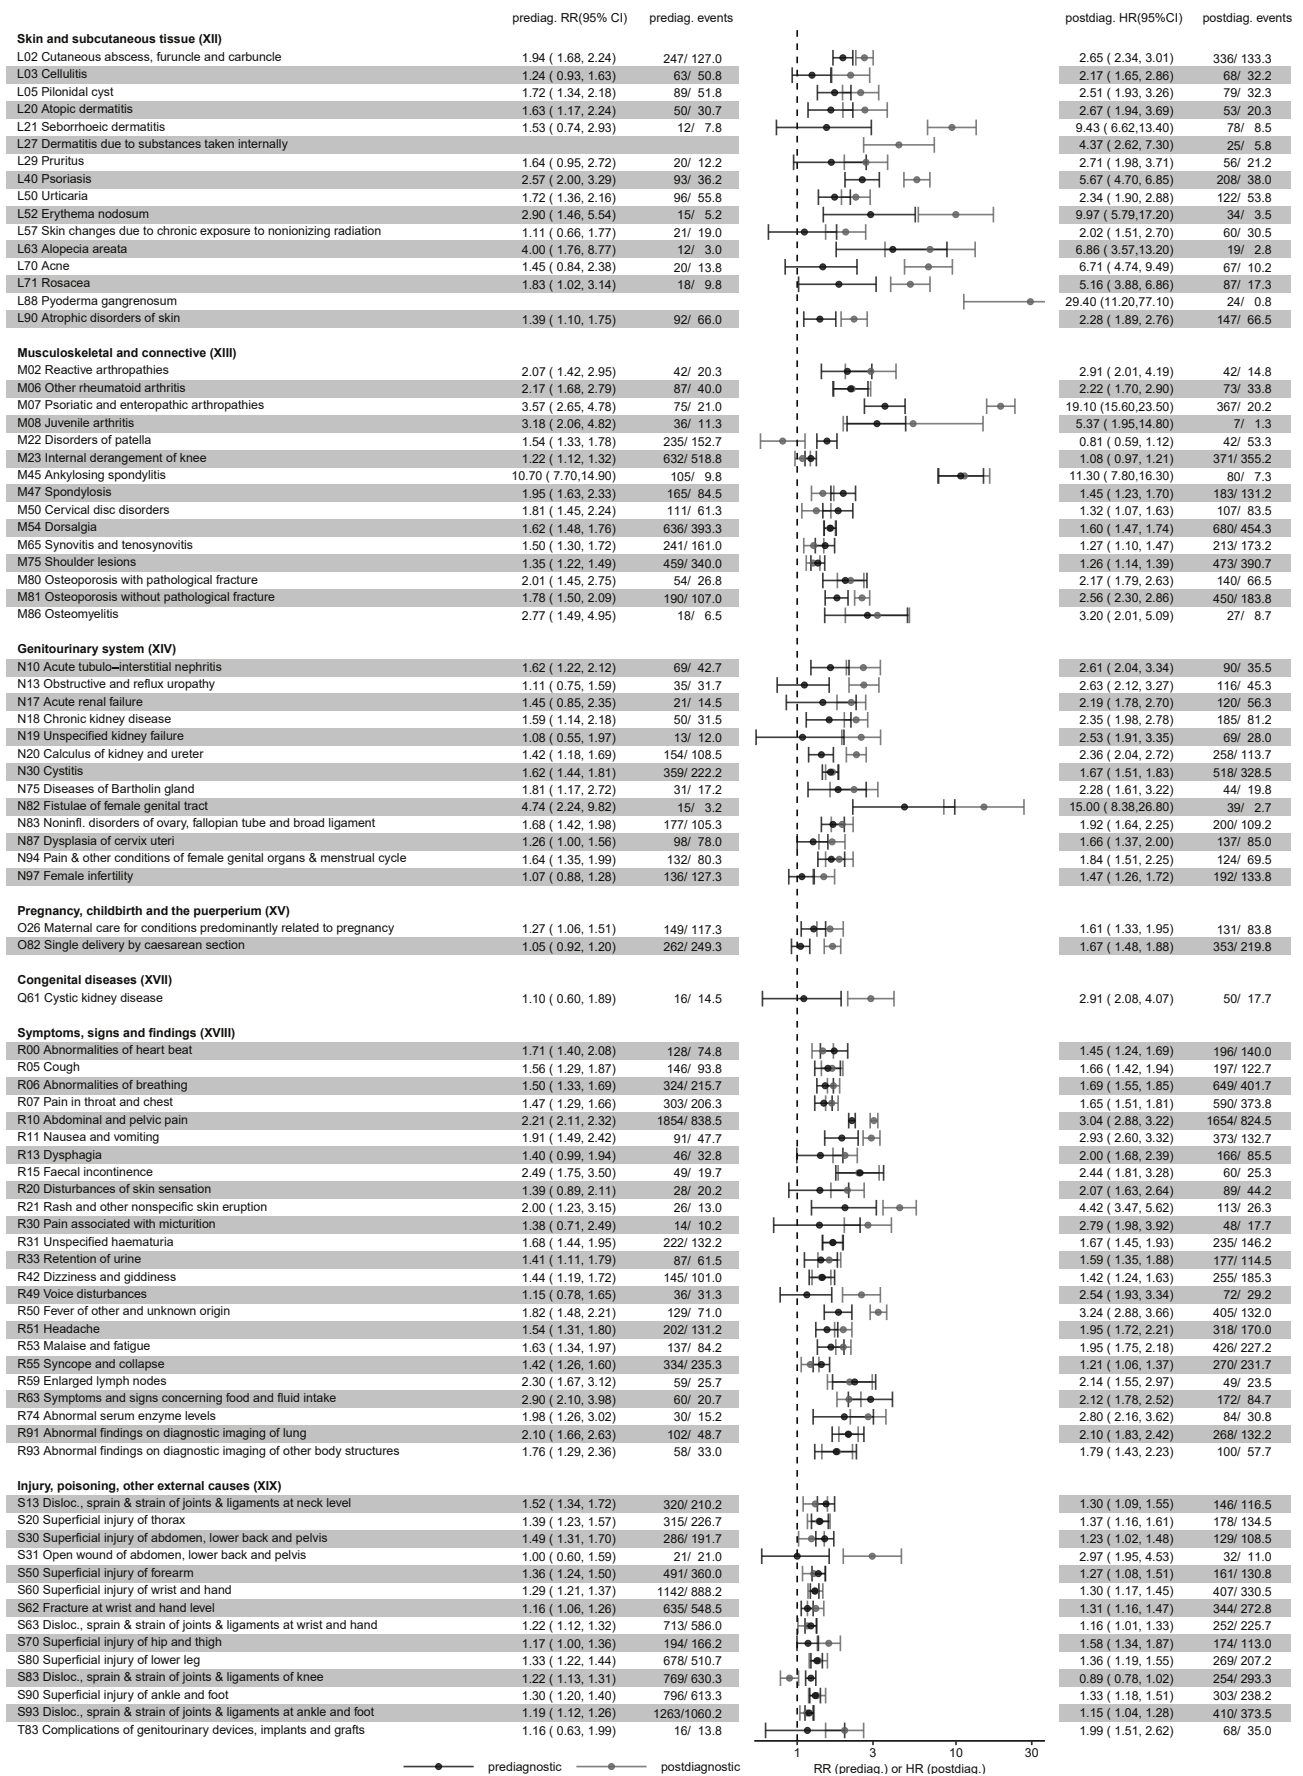 prediag. RR(95% CI) prediag. events postdiag. HR(95%CI) postdiag. events
Skin and subcutaneous tissue (XII)
L02 Cutaneous abscess, furuncle and carbuncle 1.94 ( 1.68, 2.24) 247/ 127.0 2.65 ( 2.34, 3.01) 336/ 133.3
L03 Cellulitis 1.24 ( 0.93, 1.63) 63/ 50.8 2.17 ( 1.65, 2.86) 68/ 32.2
L05 Pilonidal cyst 1.72 ( 1.34, 2.18) 89/ 51.8 2.51 ( 1.93, 3.26) 79/ 32.3
L20 Atopic dermatitis 1.63 ( 1.17, 2.24) 50/ 30.7 2.67 ( 1.94, 3.69) 53/ 20.3
L21 Seborrhoeic dermatitis 1.53 ( 0.74, 2.93) 12/ 7.8 9.43 ( 6.62,13.40) 78/ 8.5
L27 Dermatitis due to substances taken internally 4.37 ( 2.62, 7.30) 25/ 5.8
L29 Pruritus 1.64 ( 0.95, 2.72) 20/ 12.2 2.71 ( 1.98, 3.71) 56/ 21.2
L40 Psoriasis 2.57 ( 2.00, 3.29) 93/ 36.2 5.67 ( 4.70, 6.85) 208/ 38.0
L50 Urticaria 1.72 ( 1.36, 2.16) 96/ 55.8 2.34 ( 1.90, 2.88) 122/ 53.8
L52 Erythema nodosum 2.90 ( 1.46, 5.54) 15/ 5.2 9.97 ( 5.79,17.20) 34/ 3.5
L57 Skin changes due to chronic exposure to nonionizing radiation 1.11 ( 0.66, 1.77) 21/ 19.0 2.02 ( 1.51, 2.70) 60/ 30.5
L63 Alopecia areata 4.00 ( 1.76, 8.77) 12/ 3.0 6.86 ( 3.57,13.20) 19/ 2.8
L70 Acne 1.45 ( 0.84, 2.38) 20/ 13.8 6.71 ( 4.74, 9.49) 67/ 10.2
L71 Rosacea 1.83 ( 1.02, 3.14) 18/ 9.8 5.16 ( 3.88, 6.86) 87/ 17.3
L88 Pyoderma gangrenosum 29.40 (11.20,77.10) 24/ 0.8
L90 Atrophic disorders of skin 1.39 ( 1.10, 1.75) 92/ 66.0 2.28 ( 1.89, 2.76) 147/ 66.5
Musculoskeletal and connective (XIII)
M02 Reactive arthropathies 2.07 ( 1.42, 2.95) 42/ 20.3 2.91 ( 2.01, 4.19) 42/ 14.8
M06 Other rheumatoid arthritis 2.17 ( 1.68, 2.79) 87/ 40.0 2.22 ( 1.70, 2.90) 73/ 33.8
M07 Psoriatic and enteropathic arthropathies 3.57 ( 2.65, 4.78) 75/ 21.0 19.10 (15.60,23.50) 367/ 20.2
M08 Juvenile arthritis 3.18 ( 2.06, 4.82) 36/ 11.3 5.37 ( 1.95,14.80) 7/ 1.3
M22 Disorders of patella 1.54 ( 1.33, 1.78) 235/ 152.7 0.81 ( 0.59, 1.12) 42/ 53.3
M23 Internal derangement of knee 1.22 ( 1.12, 1.32) 632/ 518.8 1.08 ( 0.97, 1.21) 371/ 355.2
M45 Ankylosing spondylitis 10.70 ( 7.70,14.90) 105/ 9.8 11.30 ( 7.80,16.30) 80/ 7.3
M47 Spondylosis 1.95 ( 1.63, 2.33) 165/ 84.5 1.45 ( 1.23, 1.70) 183/ 131.2
M50 Cervical disc disorders 1.81 ( 1.45, 2.24) 111/ 61.3 1.32 ( 1.07, 1.63) 107/ 83.5
M54 Dorsalgia 1.62 ( 1.48, 1.76) 636/ 393.3 1.60 ( 1.47, 1.74) 680/ 454.3
M65 Synovitis and tenosynovitis 1.50 ( 1.30, 1.72) 241/ 161.0 1.27 ( 1.10, 1.47) 213/ 173.2
M75 Shoulder lesions 1.35 ( 1.22, 1.49) 459/ 340.0 1.26 ( 1.14, 1.39) 473/ 390.7
M80 Osteoporosis with pathological fracture 2.01 ( 1.45, 2.75) 54/ 26.8 2.17 ( 1.79, 2.63) 140/ 66.5
M81 Osteoporosis without pathological fracture 1.78 ( 1.50, 2.09) 190/ 107.0 2.56 ( 2.30, 2.86) 450/ 183.8
M86 Osteomyelitis 2.77 ( 1.49, 4.95) 18/ 6.5 3.20 ( 2.01, 5.09) 27/ 8.7
Genitourinary system (XIV)
N10 Acute tubulo–interstitial nephritis 1.62 ( 1.22, 2.12) 69/ 42.7 2.61 ( 2.04, 3.34) 90/ 35.5
N13 Obstructive and reflux uropathy 1.11 ( 0.75, 1.59) 35/ 31.7 2.63 ( 2.12, 3.27) 116/ 45.3
N17 Acute renal failure 1.45 ( 0.85, 2.35) 21/ 14.5 2.19 ( 1.78, 2.70) 120/ 56.3
N18 Chronic kidney disease 1.59 ( 1.14, 2.18) 50/ 31.5 2.35 ( 1.98, 2.78) 185/ 81.2
N19 Unspecified kidney failure 1.08 ( 0.55, 1.97) 13/ 12.0 2.53 ( 1.91, 3.35) 69/ 28.0
N20 Calculus of kidney and ureter 1.42 ( 1.18, 1.69) 154/ 108.5 2.36 ( 2.04, 2.72) 258/ 113.7
N30 Cystitis 1.62 ( 1.44, 1.81) 359/ 222.2 1.67 ( 1.51, 1.83) 518/ 328.5
N75 Diseases of Bartholin gland 1.81 ( 1.17, 2.72) 31/ 17.2 2.28 ( 1.61, 3.22) 44/ 19.8
N82 Fistulae of female genital tract 4.74 ( 2.24, 9.82) 15/ 3.2 15.00 ( 8.38,26.80) 39/ 2.7
N83 Noninfl. disorders of ovary, fallopian tube and broad ligament 1.68 ( 1.42, 1.98) 177/ 105.3 1.92 ( 1.64, 2.25) 200/ 109.2
N87 Dysplasia of cervix uteri 1.26 ( 1.00, 1.56) 98/ 78.0 1.66 ( 1.37, 2.00) 137/ 85.0
N94 Pain & other conditions of female genital organs & menstrual cycle 1.64 ( 1.35, 1.99) 132/ 80.3 1.84 ( 1.51, 2.25) 124/ 69.5
N97 Female infertility 1.07 ( 0.88, 1.28) 136/ 127.3 1.47 ( 1.26, 1.72) 192/ 133.8
Pregnancy, childbirth and the puerperium (XV)
O26 Maternal care for conditions predominantly related to pregnancy 1.27 ( 1.06, 1.51) 149/ 117.3 1.61 ( 1.33, 1.95) 131/ 83.8
O82 Single delivery by caesarean section 1.05 ( 0.92, 1.20) 262/ 249.3 1.67 ( 1.48, 1.88) 353/ 219.8
Congenital diseases (XVII)
Q61 Cystic kidney disease 1.10 ( 0.60, 1.89) 16/ 14.5 2.91 ( 2.08, 4.07) 50/ 17.7
Symptoms, signs and findings (XVIII)
R00 Abnormalities of heart beat 1.71 ( 1.40, 2.08) 128/ 74.8 1.45 ( 1.24, 1.69) 196/ 140.0
R05 Cough 1.56 ( 1.29, 1.87) 146/ 93.8 1.66 ( 1.42, 1.94) 197/ 122.7
R06 Abnormalities of breathing 1.50 ( 1.33, 1.69) 324/ 215.7 1.69 ( 1.55, 1.85) 649/ 401.7
R07 Pain in throat and chest 1.47 ( 1.29, 1.66) 303/ 206.3 1.65 ( 1.51, 1.81) 590/ 373.8
R10 Abdominal and pelvic pain 2.21 ( 2.11, 2.32) 1854/ 838.5 3.04 ( 2.88, 3.22) 1654/ 824.5
R11 Nausea and vomiting 1.91 ( 1.49, 2.42) 91/ 47.7 2.93 ( 2.60, 3.32) 373/ 132.7
R13 Dysphagia 1.40 ( 0.99, 1.94) 46/ 32.8 2.00 ( 1.68, 2.39) 166/ 85.5
R15 Faecal incontinence 2.49 ( 1.75, 3.50) 49/ 19.7 2.44 ( 1.81, 3.28) 60/ 25.3
R20 Disturbances of skin sensation 1.39 ( 0.89, 2.11) 28/ 20.2 2.07 ( 1.63, 2.64) 89/ 44.2
R21 Rash and other nonspecific skin eruption 2.00 ( 1.23, 3.15) 26/ 13.0 4.42 ( 3.47, 5.62) 113/ 26.3
R30 Pain associated with micturition 1.38 ( 0.71, 2.49) 14/ 10.2 2.79 ( 1.98, 3.92) 48/ 17.7
R31 Unspecified haematuria 1.68 ( 1.44, 1.95) 222/ 132.2 1.67 ( 1.45, 1.93) 235/ 146.2
R33 Retention of urine 1.41 ( 1.11, 1.79) 87/ 61.5 1.59 ( 1.35, 1.88) 177/ 114.5
R42 Dizziness and giddiness 1.44 ( 1.19, 1.72) 145/ 101.0 1.42 ( 1.24, 1.63) 255/ 185.3
R49 Voice disturbances 1.15 ( 0.78, 1.65) 36/ 31.3 2.54 ( 1.93, 3.34) 72/ 29.2
R50 Fever of other and unknown origin 1.82 ( 1.48, 2.21) 129/ 71.0 3.24 ( 2.88, 3.66) 405/ 132.0
R51 Headache 1.54 ( 1.31, 1.80) 202/ 131.2 1.95 ( 1.72, 2.21) 318/ 170.0
R53 Malaise and fatigue 1.63 ( 1.34, 1.97) 137/ 84.2 1.95 ( 1.75, 2.18) 426/ 227.2
R55 Syncope and collapse 1.42 ( 1.26, 1.60) 334/ 235.3 1.21 ( 1.06, 1.37) 270/ 231.7
R59 Enlarged lymph nodes 2.30 ( 1.67, 3.12) 59/ 25.7 2.14 ( 1.55, 2.97) 49/ 23.5
R63 Symptoms and signs concerning food and fluid intake 2.90 ( 2.10, 3.98) 60/ 20.7 2.12 ( 1.78, 2.52) 172/ 84.7
R74 Abnormal serum enzyme levels 1.98 ( 1.26, 3.02) 30/ 15.2 2.80 ( 2.16, 3.62) 84/ 30.8
R91 Abnormal findings on diagnostic imaging of lung 2.10 ( 1.66, 2.63) 102/ 48.7 2.10 ( 1.83, 2.42) 268/ 132.2
R93 Abnormal findings on diagnostic imaging of other body structures 1.76 ( 1.29, 2.36) 58/ 33.0 1.79 ( 1.43, 2.23) 100/ 57.7
Injury, poisoning, other external causes (XIX)
S13 Disloc., sprain & strain of joints & ligaments at neck level 1.52 ( 1.34, 1.72) 320/ 210.2 1.30 ( 1.09, 1.55) 146/ 116.5
S20 Superficial injury of thorax 1.39 ( 1.23, 1.57) 315/ 226.7 1.37 ( 1.16, 1.61) 178/ 134.5
S30 Superficial injury of abdomen, lower back and pelvis 1.49 ( 1.31, 1.70) 286/ 191.7 1.23 ( 1.02, 1.48) 129/ 108.5
S31 Open wound of abdomen, lower back and pelvis 1.00 ( 0.60, 1.59) 21/ 21.0 2.97 ( 1.95, 4.53) 32/ 11.0
S50 Superficial injury of forearm 1.36 ( 1.24, 1.50) 491/ 360.0 1.27 ( 1.08, 1.51) 161/ 130.8
S60 Superficial injury of wrist and hand 1.29 ( 1.21, 1.37) 1142/ 888.2 1.30 ( 1.17, 1.45) 407/ 330.5
S62 Fracture at wrist and hand level 1.16 ( 1.06, 1.26) 635/ 548.5 1.31 ( 1.16, 1.47) 344/ 272.8
S63 Disloc., sprain & strain of joints & ligaments at wrist and hand 1.22 ( 1.12, 1.32) 713/ 586.0 1.16 ( 1.01, 1.33) 252/ 225.7
S70 Superficial injury of hip and thigh 1.17 ( 1.00, 1.36) 194/ 166.2 1.58 ( 1.34, 1.87) 174/ 113.0
S80 Superficial injury of lower leg 1.33 ( 1.22, 1.44) 678/ 510.7 1.36 ( 1.19, 1.55) 269/ 207.2
S83 Disloc., sprain & strain of joints & ligaments of knee 1.22 ( 1.13, 1.31) 769/ 630.3 0.89 ( 0.78, 1.02) 254/ 293.3
S90 Superficial injury of ankle and foot 1.30 ( 1.20, 1.40) 796/ 613.3 1.33 ( 1.18, 1.51) 303/ 238.2
S93 Disloc., sprain & strain of joints & ligaments at ankle and foot 1.19 ( 1.12, 1.26) 1263/1060.2 1.15 ( 1.04, 1.28) 410/ 373.5
T83 Complications of genitourinary devices, implants and grafts 1.16 ( 0.63, 1.99) 16/ 13.8 1.99 ( 1.51, 2.62) 68/ 35.0
1 3 10 30
prediagnostic postdiagnostic RR (prediag.) or HR (postdiag.)